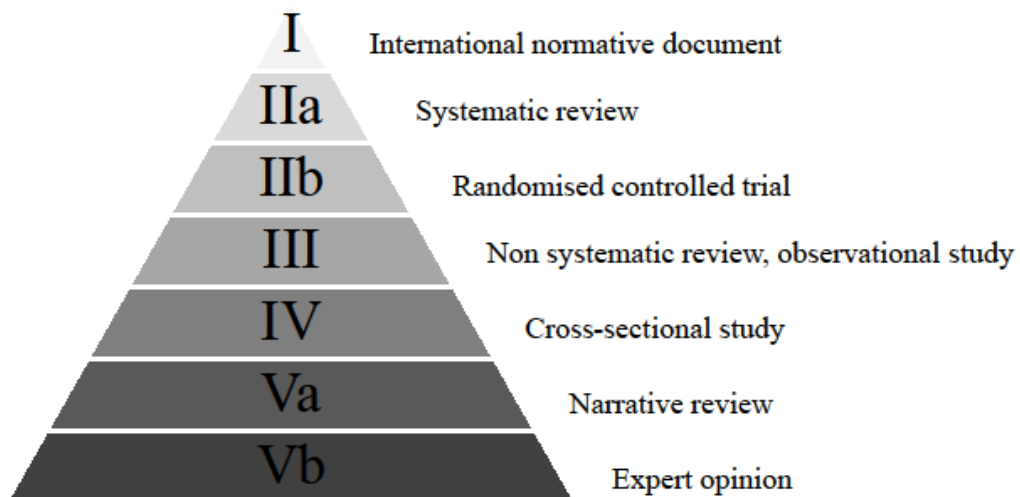 I
International normative document
IIa
Systematic review
IIb
Randomised controlled trial
III
Non systematic review, observational study
IV
Cross-sectional study
Va
Narrative review
Vb
Expert opinion